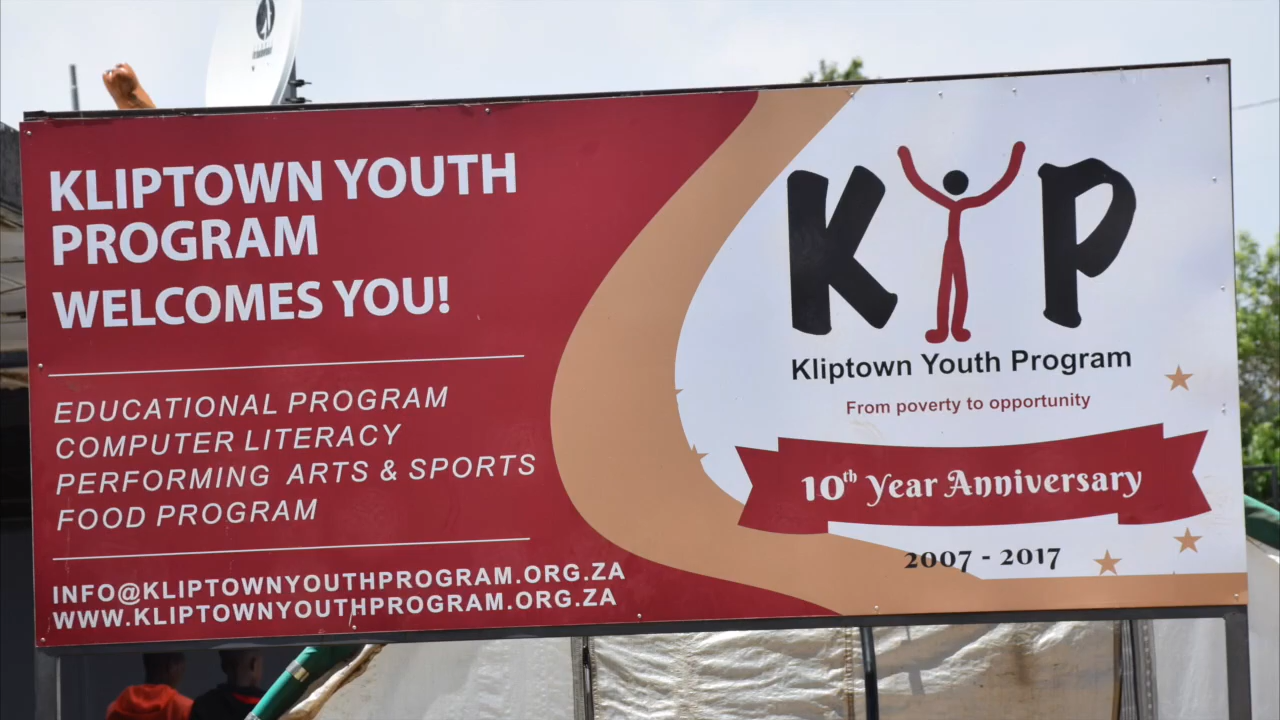 KLIPTOWN YOUTH
PROGRAM
WELCOMES YOU!
EDUCATIONAL PROGRAM
COMPUTER LITERACY
PERFORMING ARTS & SPORTS
FOOD PROGRAM
INFO@KLIPTOWNYOUTHPROGRAM.ORG.ZA
WWW.KLIPTOWNYOUTHPROGRAM.ORG.ZA
KYP
Kliptown Youth Program
From poverty to opportunity
10th Year Anniversary
2007 - 2017